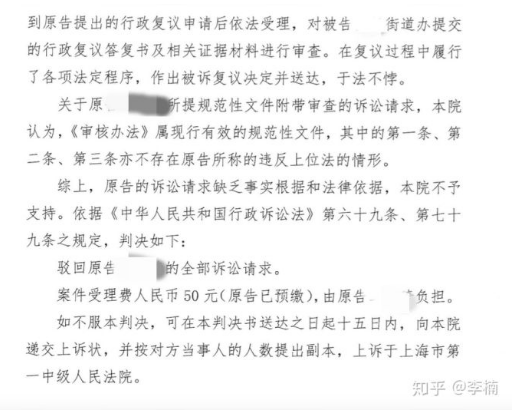 到原告提出的行政复议申请后依法受理，对被告 街道办提交
的行政复议答复书及相关证据材料进行审查。在复议过程中履行
了各项法定程序，作出被诉复议决定并送达，于法不悖。
关于原 所提规范性文件附带审查的诉讼请求，本院
认为，《审核办法》属现行有效的规范性文件，其中的第一条、第
二条、第三条亦不存在原告所称的违反上位法的情形。
综上，原告的诉讼请求缺乏事实根据和法律依据，本院不予
支持。依据《中华人民共和国行政诉讼法》第六十九条、第七十
九条之规定，判决如下：
驳回原告 的全部诉讼请求。
案件受理费人民币 50 元（原告已预缴），由原告 负担。
如不服本判决，可在本判决书送达之日起十五日内，向本院
递交上诉状，并按对方当事人的人数提出副本，上诉于上海市第
一中级人民法院。
知乎 @李楠